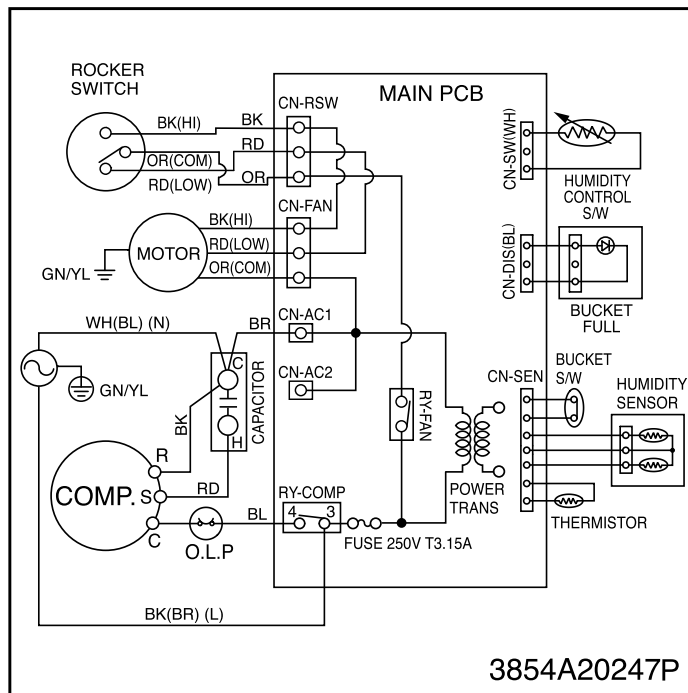 ROCKER
SWITCH
MAIN PCB
CN-RSW
BK(HI)
BK
OR(COM)
RD
RD(LOW)
OR
CN-SW(WH)
HUMIDITY
CONTROL
S/W
CN-FAN
BK(HI)
MOTOR
RD(LOW)
OR(COM)
GN/YL
CN-DIS(BL)
BUCKET
FULL
WH(BL) (N)
BR
CN-AC1
CN-AC2
C
H
CAPACITOR
GN/YL
BK
RY-FAN
CN-SEN
BUCKET
S/W
HUMIDITY
SENSOR
R
COMP.
S
RD
C
O.L.P
BL
RY-COMP
4 3
FUSE 250V T3.15A
POWER
TRANS
THERMISTOR
BK(BR) (L)
3854A20247P